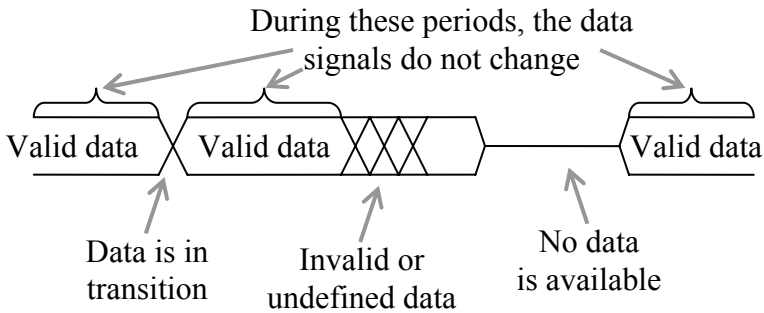 During these periods, the data
signals do not change
Valid data
Valid data
Valid data
Data is in
transition
Invalid or
undefined data
No data
is available